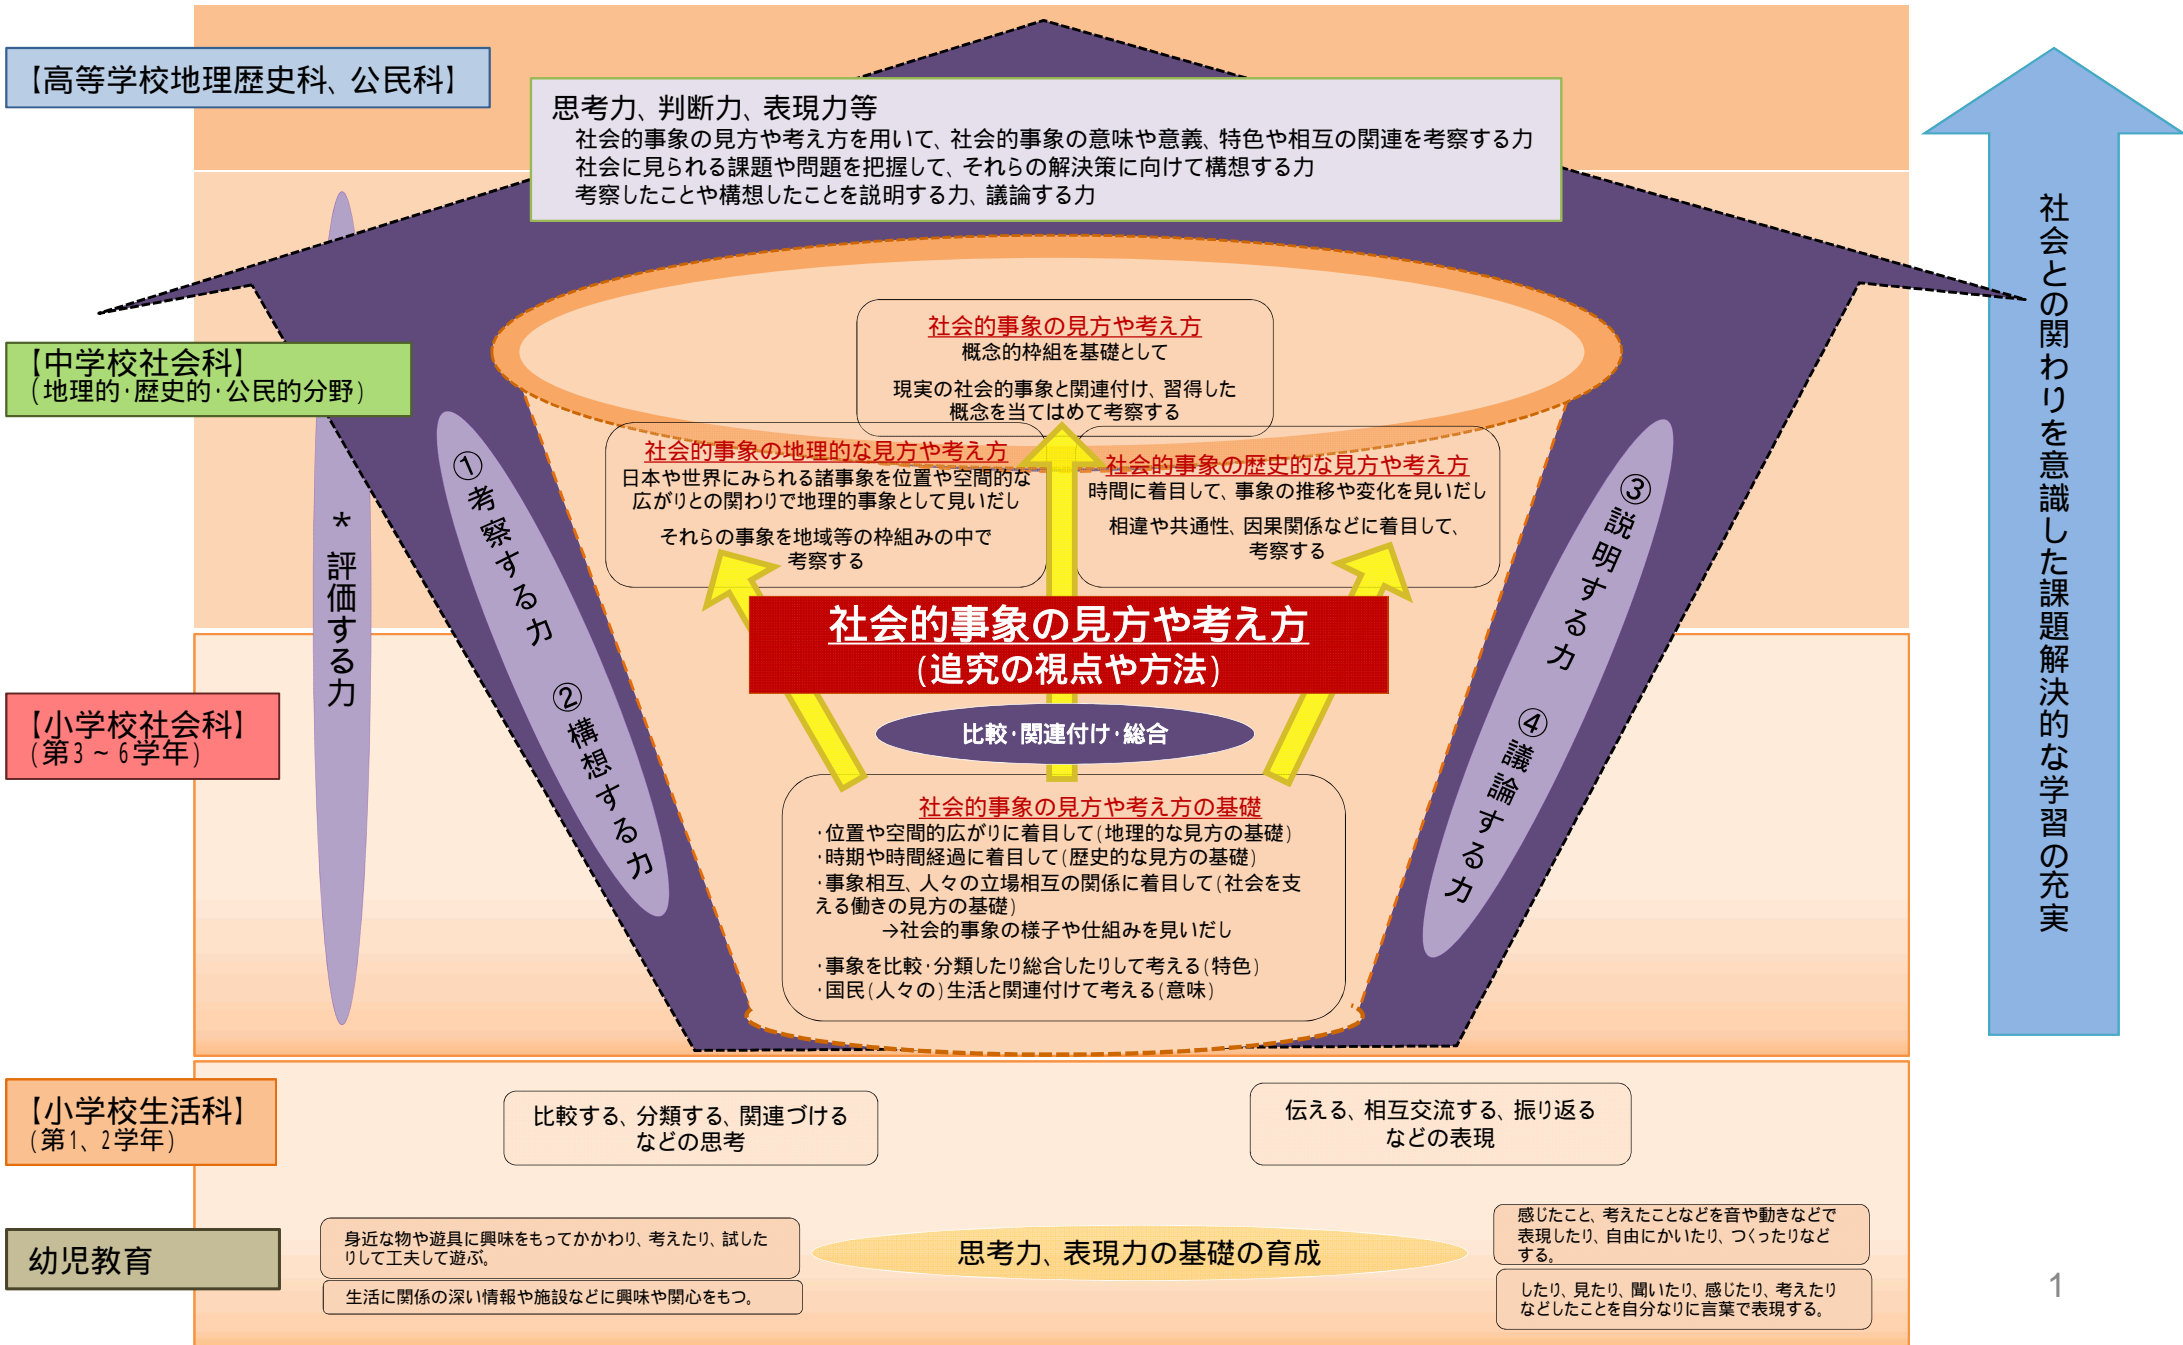 【高等学校地理歴史科、公民科】
思考力、判断力、表現力等
社会的事象の見方や考え方を用いて、社会的事象の意味や意義、特色や相互の関連を考察する力
社会に見られる課題や問題を把握して、それらの解決策に向けて構想する力
考察したことや構想したことを説明する力、議論する力
社会との関わりを意識した課題解決的な学習の充実
【中学校社会科】
(地理的・歴史的・公民的分野)
社会的事象の見方や考え方
概念的枠組を基礎として
現実の社会的事象と関連付け、習得した
概念を当てはめて考察する
社会的事象の地理的な見方や考え方
日本や世界にみられる諸事象を位置や空間的な
広がりとの関わりで地理的事象として見いだし
それらの事象を地域等の枠組みの中で
考察する
社会的事象の歴史的な見方や考え方
時間に着目して、事象の推移や変化を見いだし
相違や共通性、因果関係などに着目して、
考察する
＊評価する力
①考察する力 ②構想する力
③説明する力 ④議論する力
社会的事象の見方や考え方
(追究の視点や方法)
比較・関連付け・総合
【小学校社会科】
(第3～6学年)
社会的事象の見方や考え方の基礎
・位置や空間的広がりに着目して(地理的な見方の基礎)
・時期や時間経過に着目して(歴史的な見方の基礎)
・事象相互、人々の立場相互の関係に着目して(社会を支
える働きの見方の基礎)
→社会的事象の様子や仕組みを見いだし
・事象を比較・分類したり総合したりして考える(特色)
・国民(人々の)生活と関連付けて考える(意味)
【小学校生活科】
(第1、2学年)
比較する、分類する、関連づける
などの思考
伝える、相互交流する、振り返る
などの表現
幼児教育
身近な物や遊具に興味をもってかかわり、考えたり、試した
りして工夫して遊ぶ。
生活に関係の深い情報や施設などに興味や関心をもつ。
思考力、表現力の基礎の育成
感じたこと、考えたことなどを音や動きなどで
表現したり、自由にかいたり、つくったりなど
する。
したり、見たり、聞いたり、感じたり、考えたり
などしたことを自分なりに言葉で表現する。
1